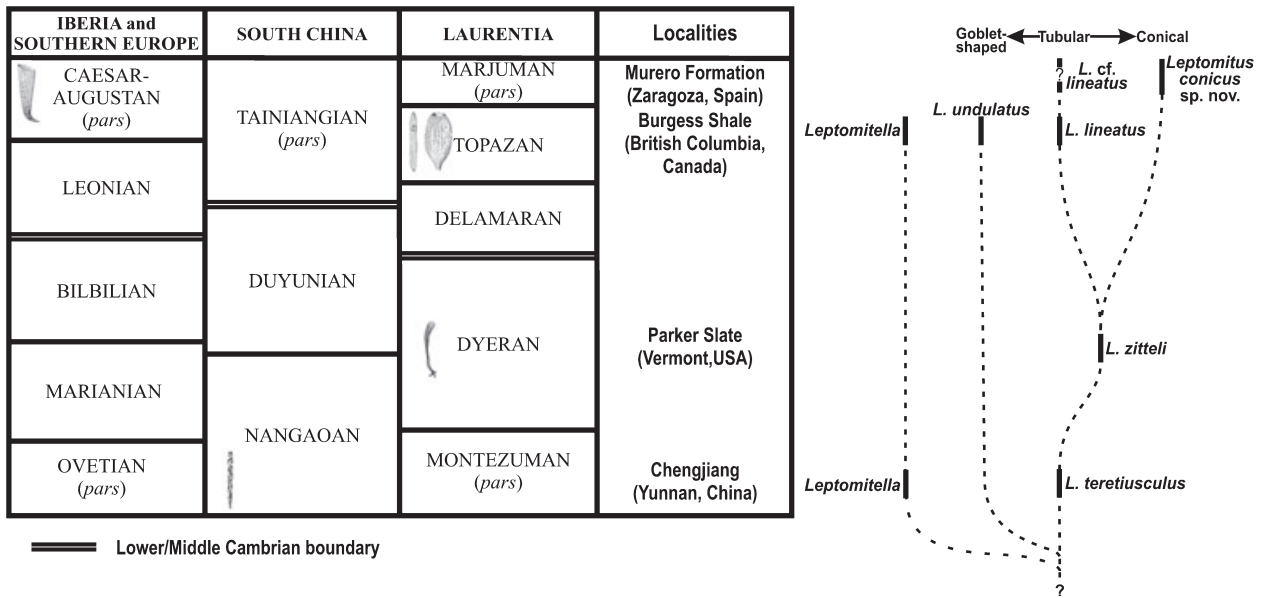 IBERIA and
SOUTHERN EUROPE
SOUTH CHINA
LAURENTIA
Localities
CAESAR-
AUGUSTAN
(pars)
LEONIAN
BILBILIAN
MARIANIAN
OVETIAN
(pars)
TAINIANGIAN
(pars)
DUYUNIAN
NANGAOAN
MARJUMAN
(pars)
TOPAZAN
DELAMARAN
DYERAN
MONTEZUMAN
(pars)
Murero Formation
(Zaragoza, Spain)
Burgess Shale
(British Columbia,
Canada)
Parker Slate
(Vermont,USA)
Chengjiang
(Yunnan, China)
Lower/Middle Cambrian boundary
Goblet-
shaped
Tubular
Conical
?
L. cf.
lineatus
Leptomitus
conicus
sp. nov.
Leptomitella
L. undulatus
L. lineatus
L. zitteli
Leptomitella
L. teretiusculus
?